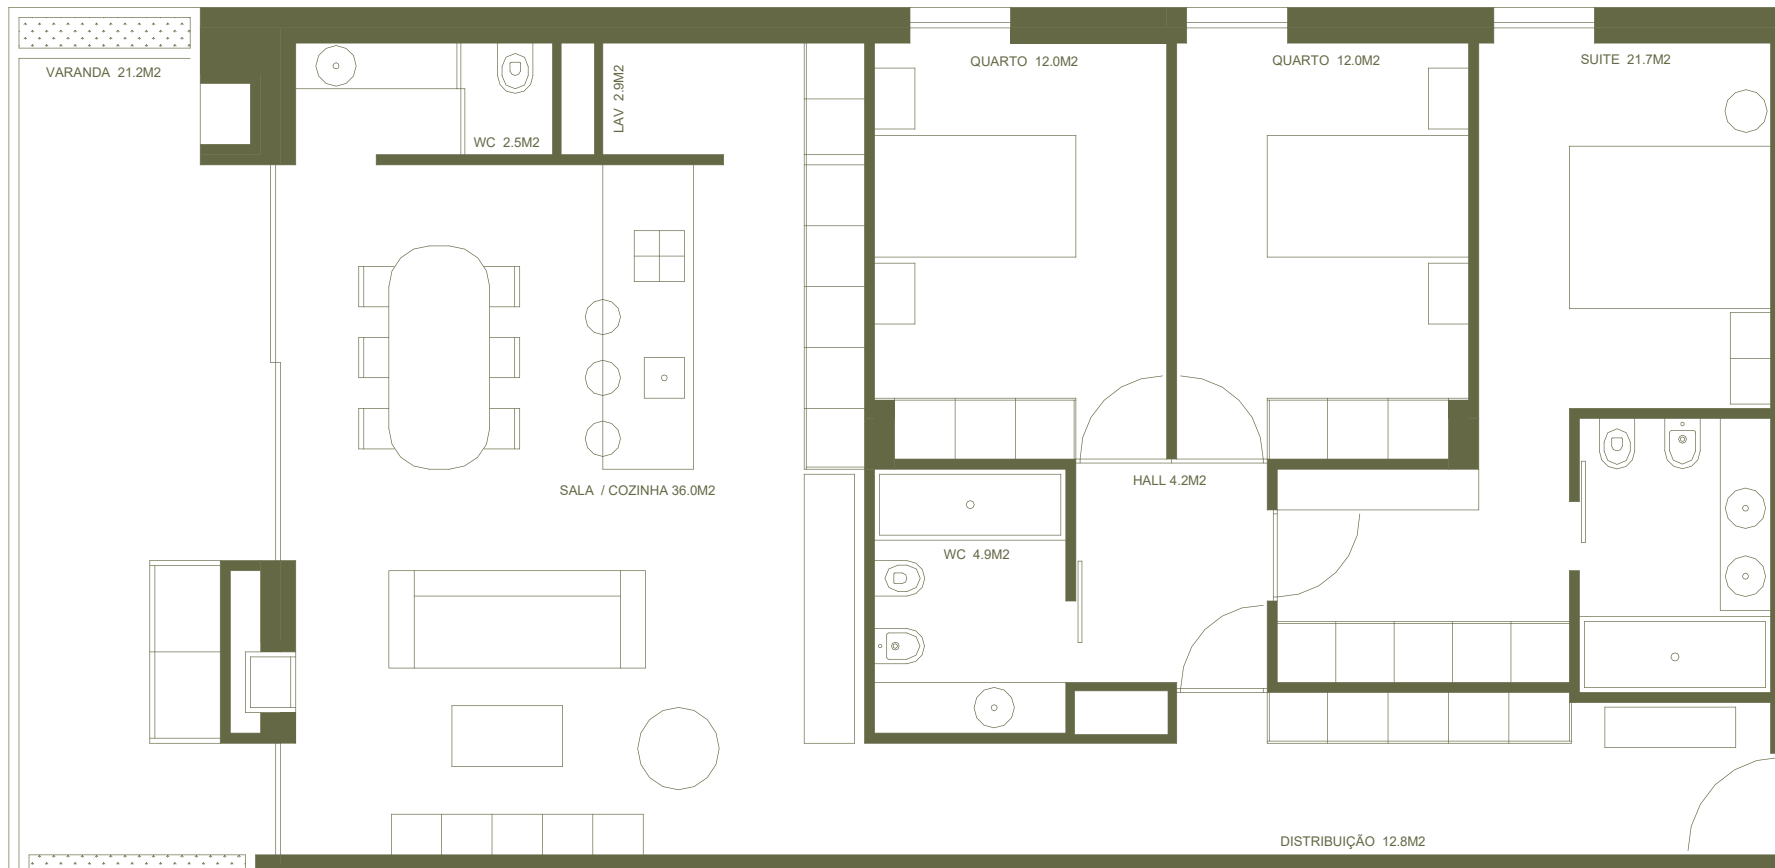 VARANDA 21.2M2
WC 2.5M2
LAV 2.9M2
QUARTO 12.0M2
QUARTO 12.0M2
SUITE 21.7M2
SALA / COZINHA 36.0M2
HALL 4.2M2
WC 4.9M2
DISTRIBUIÇÃO 12.8M2